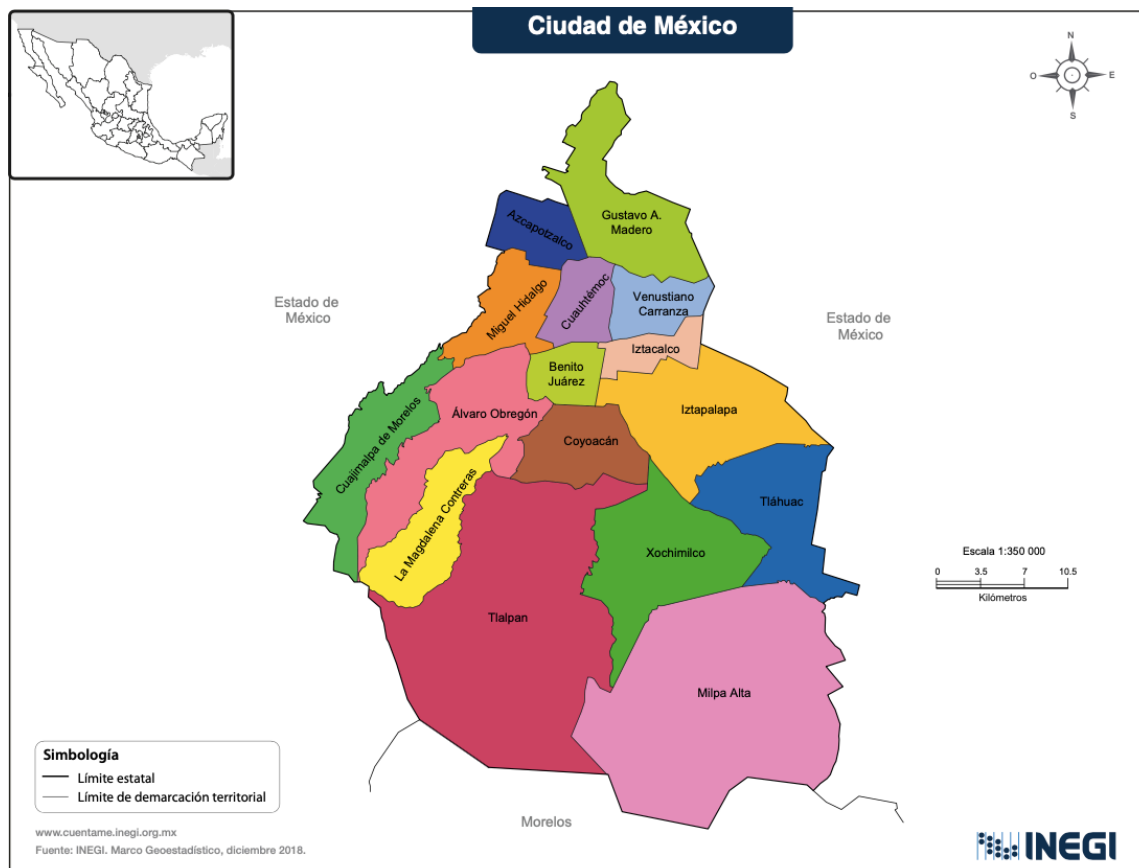 Ciudad de México
N
O
E
S
Gustavo A.
Madero
Azcapotzalco
Miguel Hidalgo
Cuauhtémoc
Venustiano
Carranza
Estado de
México
Estado de
México
Iztacalco
Benito
Juárez
Cuajimalpa de Morelos
Álvaro Obregón
Iztapalapa
Coyoacán
La Magdalena Contreras
Tláhuac
Xochimilco
Escala 1:350 000
0 3.5 7 10.5
Kilómetros
Tlalpan
Milpa Alta
Simbología
Límite estatal
Límite de demarcación territorial
Morelos
www.cuentame.inegi.org.mx
Fuente: INEGI. Marco Geoestadístico, diciembre 2018.
INEGI